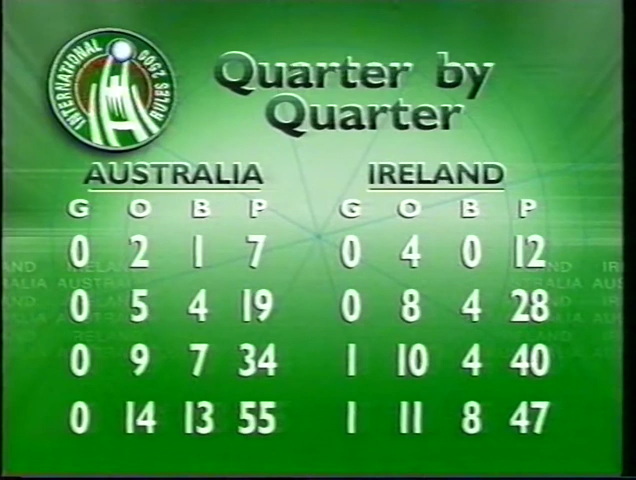 INTERNATIONAL RULES 2000
Quarter by
Quarter
AUSTRALIA IRELAND
G O B P G O B P
0 2 1 7 0 4 0 12
0 5 4 19 0 8 4 28
0 9 7 34 1 10 4 40
0 14 13 55 1 11 8 47